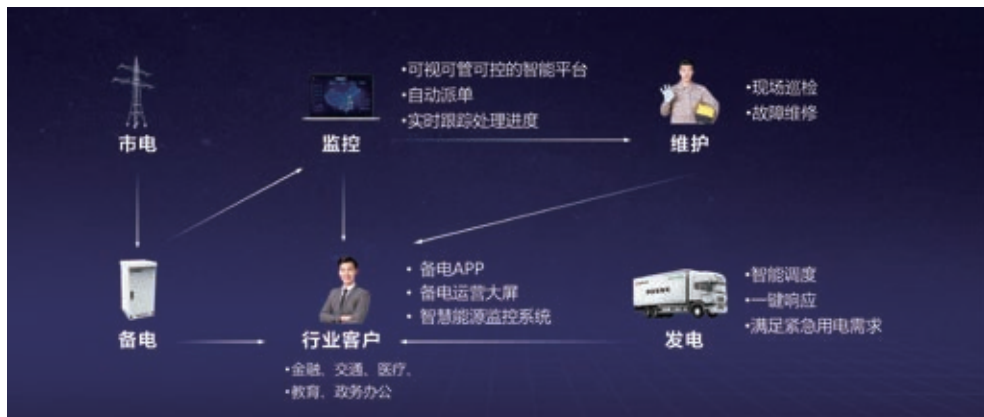 •可视可管可控的智能平台
•自动派单
•实时跟踪处理进度
•现场巡检
•故障维修
市电
监控
维护
• 备电APP
• 备电运营大屏
• 智慧能源监控系统
•智能调度
•一键响应
•满足紧急用电需求
备电
行业客户
发电
•金融、交通、医疗、
•教育、政务办公